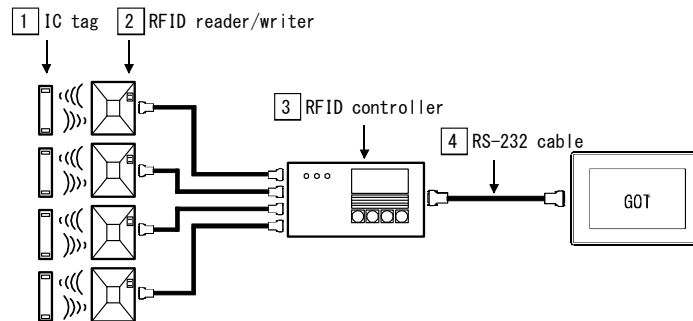 1 IC tag
2 RFID reader/writer
3 RFID controller
4 RS-232 cable
GOT